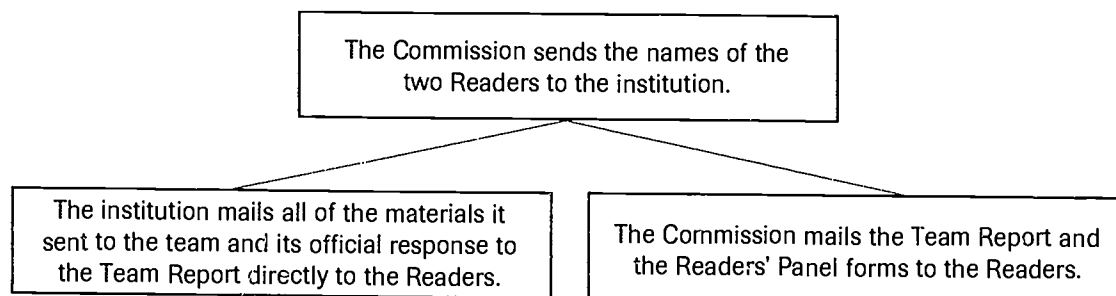 The Commission sends the names of the
two Readers to the institution.
The institution mails all of the materials it
sent to the team and its official response to
the Team Report directly to the Readers.
The Commission mails the Team Report and
the Readers' Panel forms to the Readers.